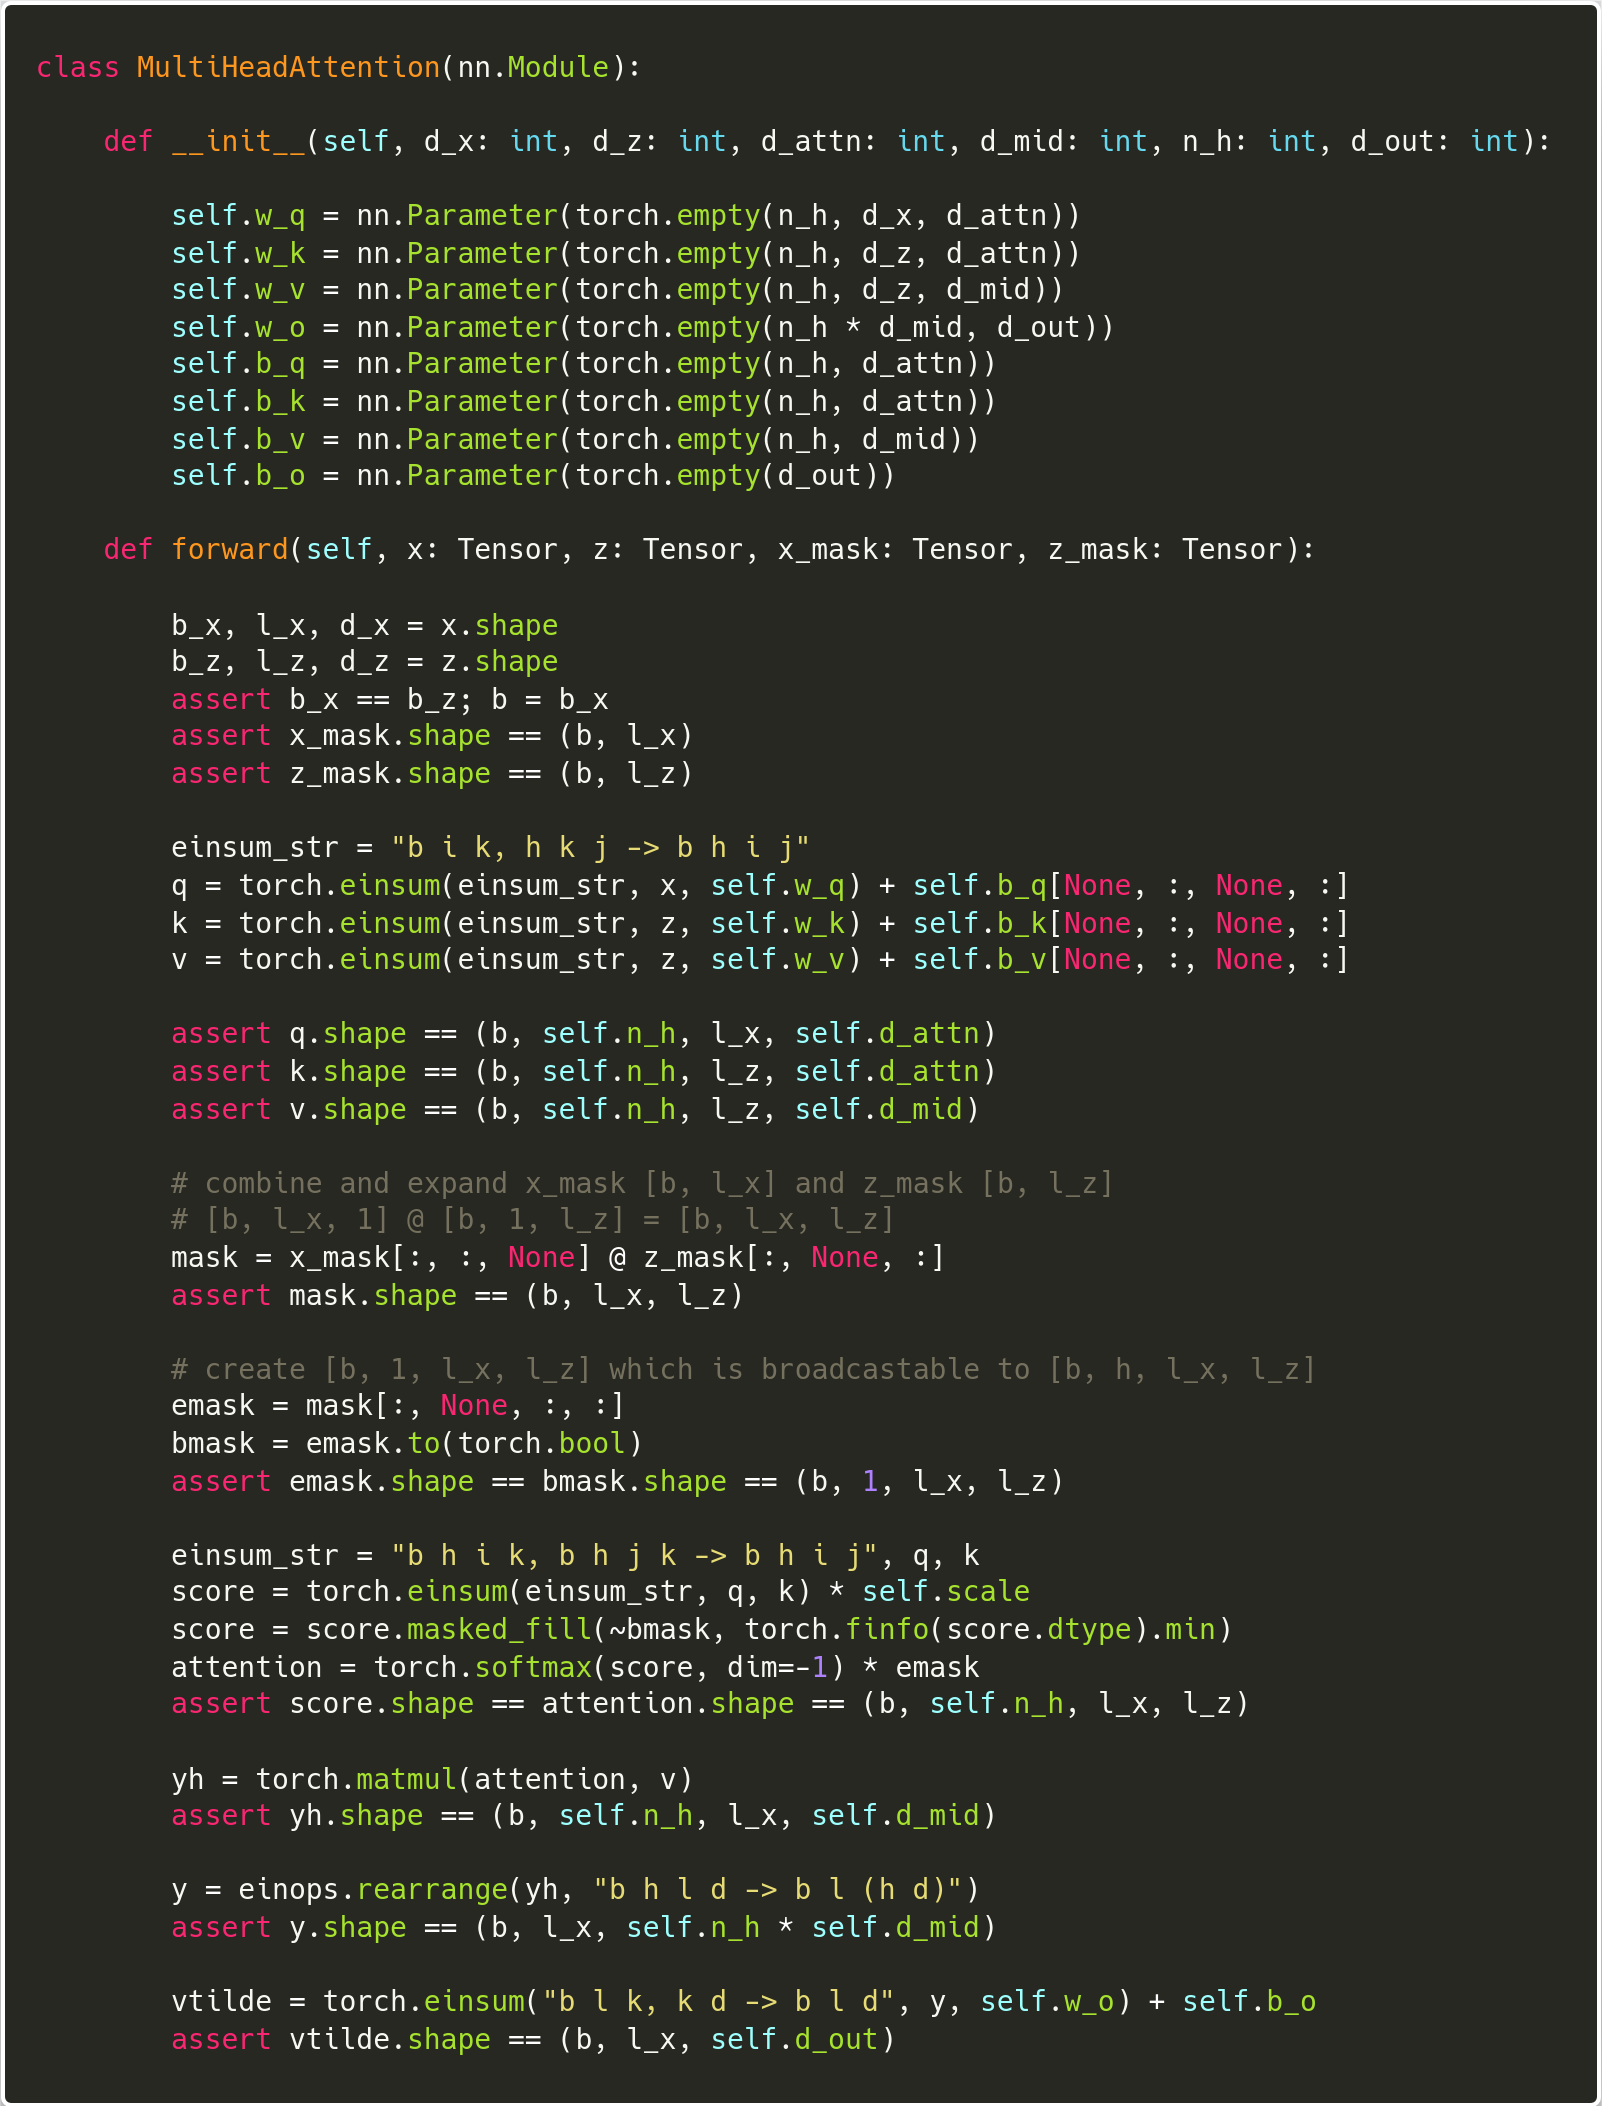 class MultiHeadAttention(nn.Module):
def __init__(self, d_x: int, d_z: int, d_attn: int, d_mid: int, n_h: int, d_out: int):
self.w_q = nn.Parameter(torch.empty(n_h, d_x, d_attn))
self.w_k = nn.Parameter(torch.empty(n_h, d_z, d_attn))
self.w_v = nn.Parameter(torch.empty(n_h, d_z, d_mid))
self.w_o = nn.Parameter(torch.empty(n_h * d_mid, d_out))
self.b_q = nn.Parameter(torch.empty(n_h, d_attn))
self.b_k = nn.Parameter(torch.empty(n_h, d_attn))
self.b_v = nn.Parameter(torch.empty(n_h, d_mid))
self.b_o = nn.Parameter(torch.empty(d_out))
def forward(self, x: Tensor, z: Tensor, x_mask: Tensor, z_mask: Tensor):
b_x, l_x, d_x = x.shape
b_z, l_z, d_z = z.shape
assert b_x == b_z; b = b_x
assert x_mask.shape == (b, l_x)
assert z_mask.shape == (b, l_z)
einsum_str = "b i k, h k j -> b h i j"
q = torch.einsum(einsum_str, x, self.w_q) + self.b_q[None, :, None, :]
k = torch.einsum(einsum_str, z, self.w_k) + self.b_k[None, :, None, :]
v = torch.einsum(einsum_str, z, self.w_v) + self.b_v[None, :, None, :]
assert q.shape == (b, self.n_h, l_x, self.d_attn)
assert k.shape == (b, self.n_h, l_z, self.d_attn)
assert v.shape == (b, self.n_h, l_z, self.d_mid)
# combine and expand x_mask [b, l_x] and z_mask [b, l_z]
# [b, l_x, 1] @ [b, 1, l_z] = [b, l_x, l_z]
mask = x_mask[:, :, None] @ z_mask[:, None, :]
assert mask.shape == (b, l_x, l_z)
# create [b, 1, l_x, l_z] which is broadcastable to [b, h, l_x, l_z]
emask = mask[:, None, :, :]
bmask = emask.to(torch.bool)
assert emask.shape == bmask.shape == (b, 1, l_x, l_z)
einsum_str = "b h i k, b h j k -> b h i j", q, k
score = torch.einsum(einsum_str, q, k) * self.scale
score = score.masked_fill(~bmask, torch.finfo(score.dtype).min)
attention = torch.softmax(score, dim=-1) * emask
assert score.shape == attention.shape == (b, self.n_h, l_x, l_z)
yh = torch.matmul(attention, v)
assert yh.shape == (b, self.n_h, l_x, self.d_mid)
y = einops.rearrange(yh, "b h l d -> b l (h d)")
assert y.shape == (b, l_x, self.n_h * self.d_mid)
vtilde = torch.einsum("b l k, k d -> b l d", y, self.w_o) + self.b_o
assert vtilde.shape == (b, l_x, self.d_out)